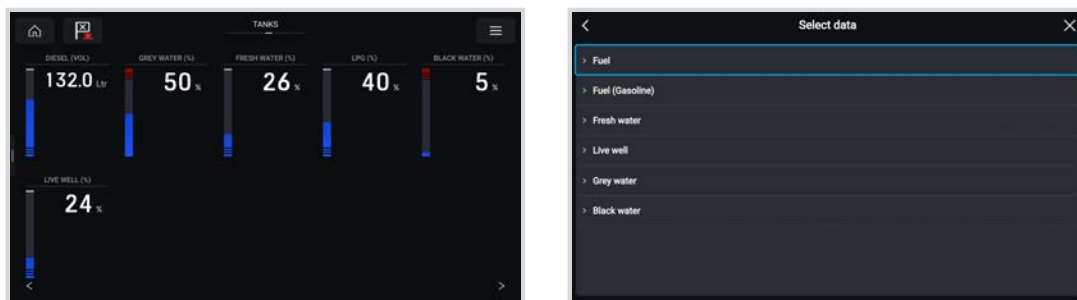 TANKS
DIESEL (VOL)
132.0 Ltr
GREY WATER (%)
50 %
FRESH WATER (%)
26 %
LPG (%)
40 %
BLACK WATER (%)
5 %
LIVE WELL (%)
24 %
Select data
Fuel
Fuel (Gasoline)
Fresh water
Live well
Grey water
Black water